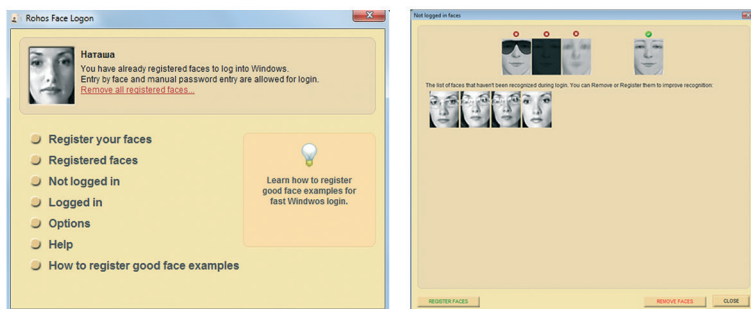 Rohos Face Logon
Наташа
You have already registered faces to log into Windows.
Entry by face and manual password entry are allowed for login.
Remove all registered faces...
Register your faces
Registered faces
Not logged in
Logged in
Options
Help
How to register good face examples
Learn how to register
good face examples for
fast Windwos login.
Not logged in faces
The list of faces that haven't been recognized during login. You can Remove or Register them to improve recognition:
REGISTER FACES
REMOVE FACES
CLOSE